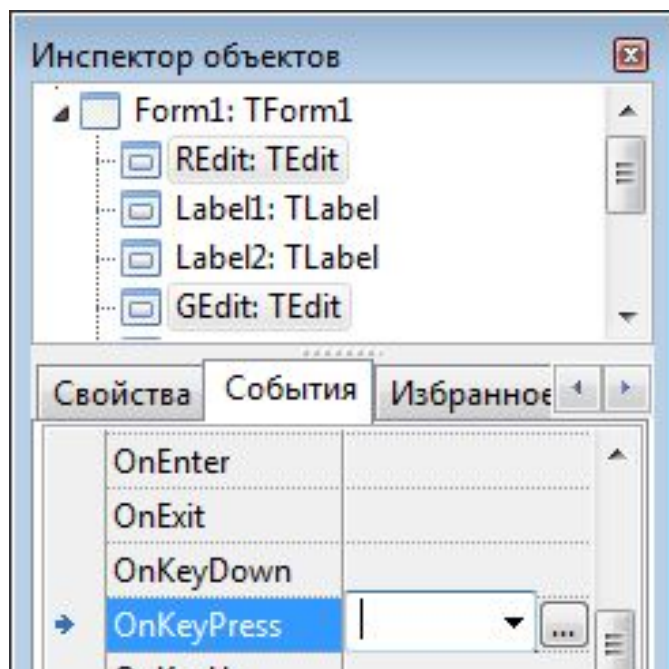 Инспектор объектов
Form1: TForm1
REdit: TEdit
Label1: TLabel
Label2: TLabel
GEdit: TEdit
Свойства События Избранное
OnEnter
OnExit
OnKeyDown
OnKeyPress ...